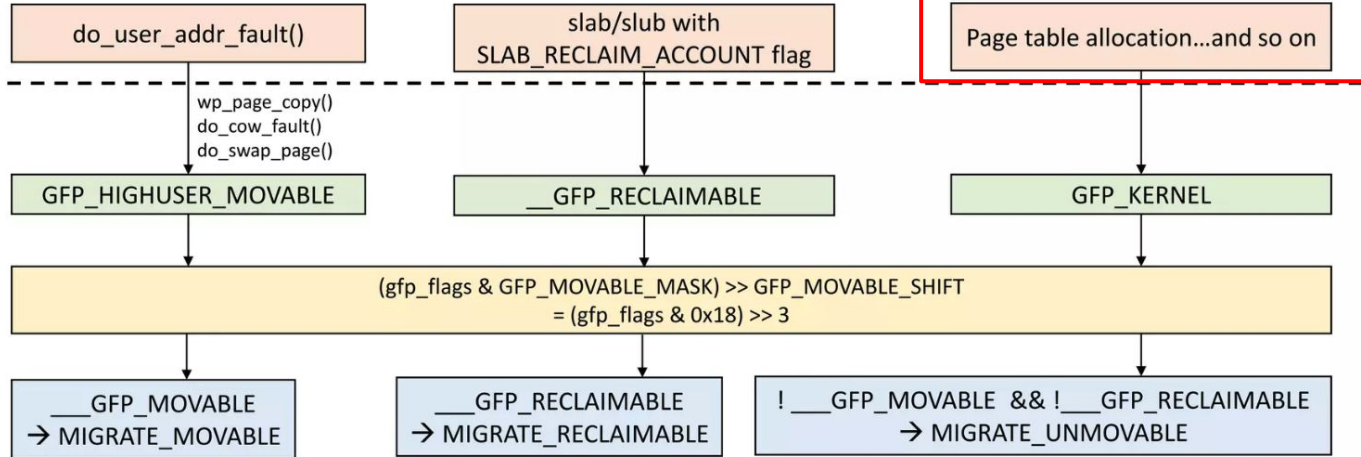 do_user_addr_fault()
slab/slub with
SLAB_RECLAIM_ACCOUNT flag
Page table allocation...and so on
wp_page_copy()
do_cow_fault()
do_swap_page()
GFP_HIGHUSER_MOVABLE
__GFP_RECLAIMABLE
GFP_KERNEL
(gfp_flags & GFP_MOVABLE_MASK) >> GFP_MOVABLE_SHIFT
= (gfp_flags & 0x18) >> 3
___GFP_MOVABLE
→ MIGRATE_MOVABLE
___GFP_RECLAIMABLE
→ MIGRATE_RECLAIMABLE
! ___GFP_MOVABLE && !___GFP_RECLAIMABLE
→ MIGRATE_UNMOVABLE